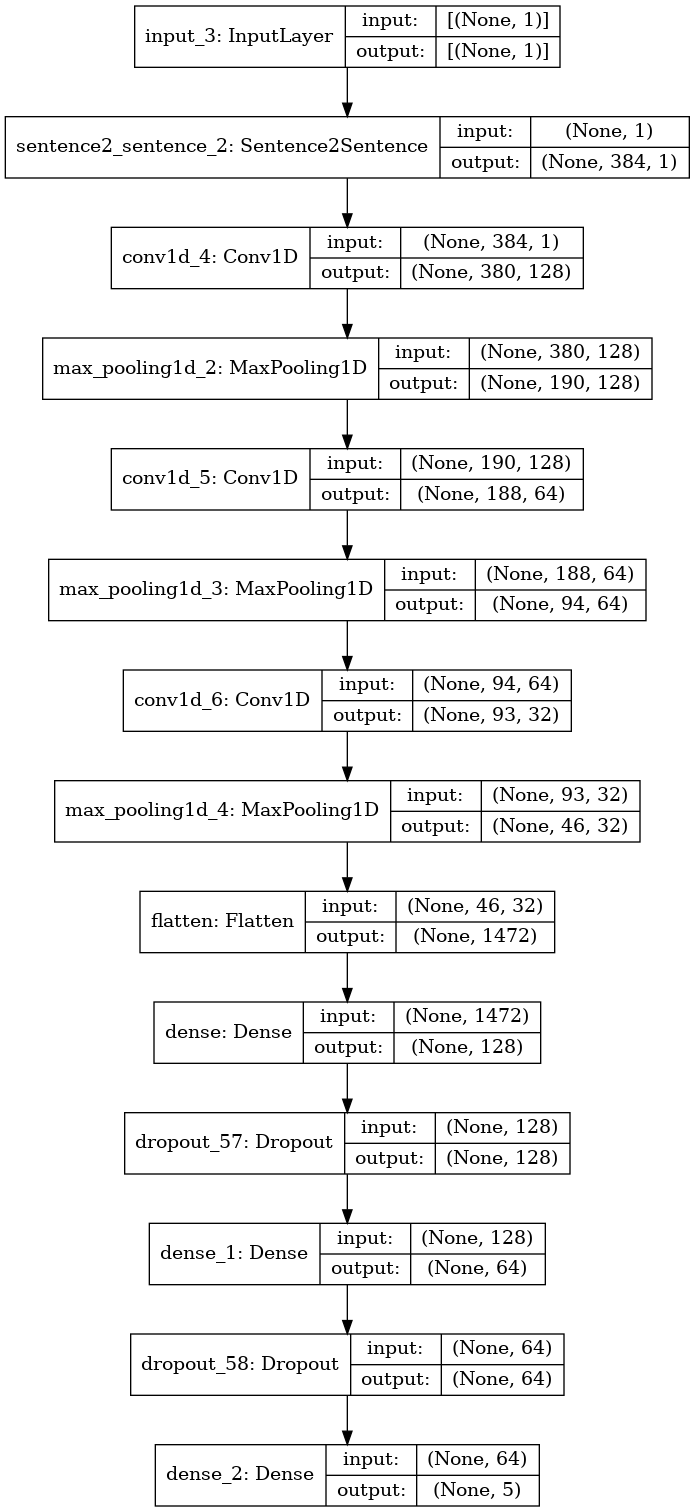 input_3: InputLayer
input: [(None, 1)]
output: [(None, 1)]
sentence2_sentence_2: Sentence2Sentence
input: (None, 1)
output: (None, 384, 1)
conv1d_4: Conv1D
input: (None, 384, 1)
output: (None, 380, 128)
max_pooling1d_2: MaxPooling1D
input: (None, 380, 128)
output: (None, 190, 128)
conv1d_5: Conv1D
input: (None, 190, 128)
output: (None, 188, 64)
max_pooling1d_3: MaxPooling1D
input: (None, 188, 64)
output: (None, 94, 64)
conv1d_6: Conv1D
input: (None, 94, 64)
output: (None, 93, 32)
max_pooling1d_4: MaxPooling1D
input: (None, 93, 32)
output: (None, 46, 32)
flatten: Flatten
input: (None, 46, 32)
output: (None, 1472)
dense: Dense
input: (None, 1472)
output: (None, 128)
dropout_57: Dropout
input: (None, 128)
output: (None, 128)
dense_1: Dense
input: (None, 128)
output: (None, 64)
dropout_58: Dropout
input: (None, 64)
output: (None, 64)
dense_2: Dense
input: (None, 64)
output: (None, 5)